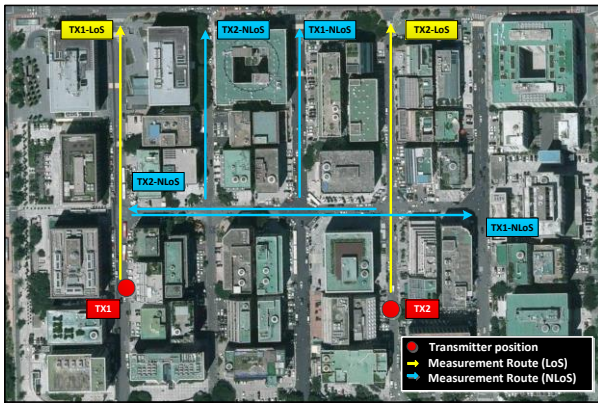 TX1-LoS
TX2-NLoS
TX1-NLoS
TX2-LoS
TX2-NLoS
TX1-NLoS
TX1
TX2
Transmitter position
Measurement Route (LoS)
Measurement Route (NLoS)